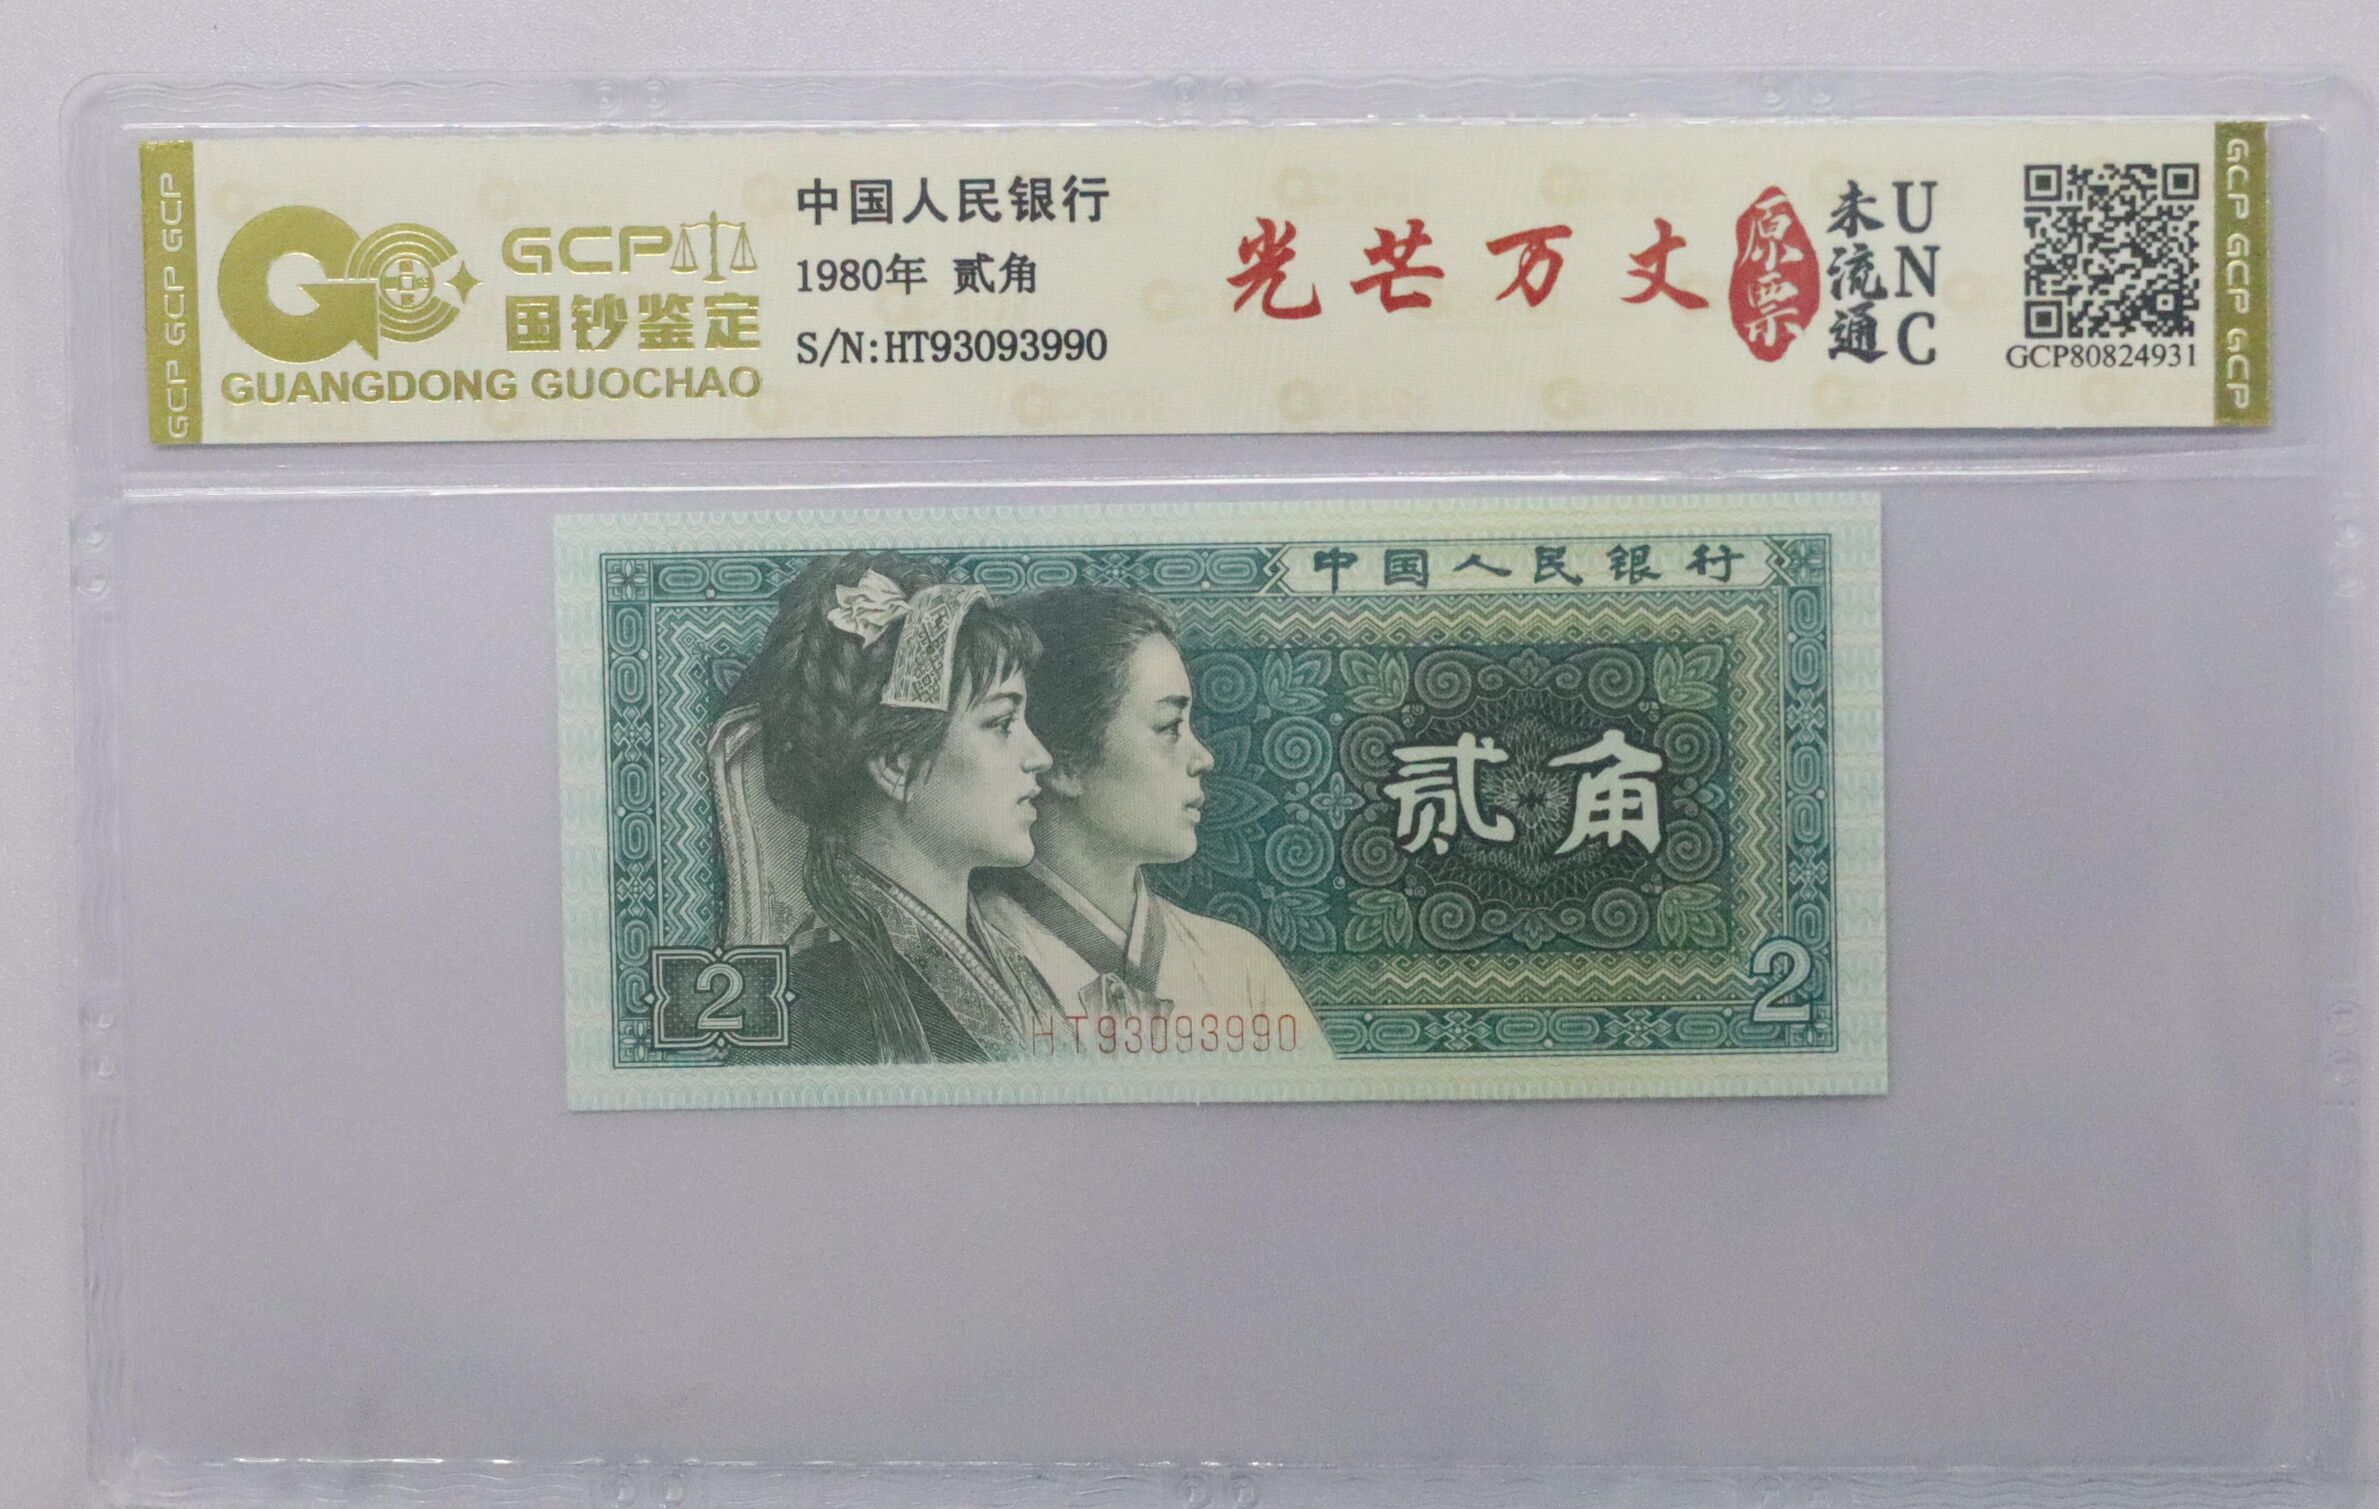 GCP GCP GCP
GCP
国钞鉴定
GUANGDONG GUOCHAO
中国人民银行
1980年 贰角
S/N:HT93093990
光芒万丈
原票
未流通
UNC
GCP80824931
GCP GCP GCP
中国人民银行
贰角
2
2
HT93093990